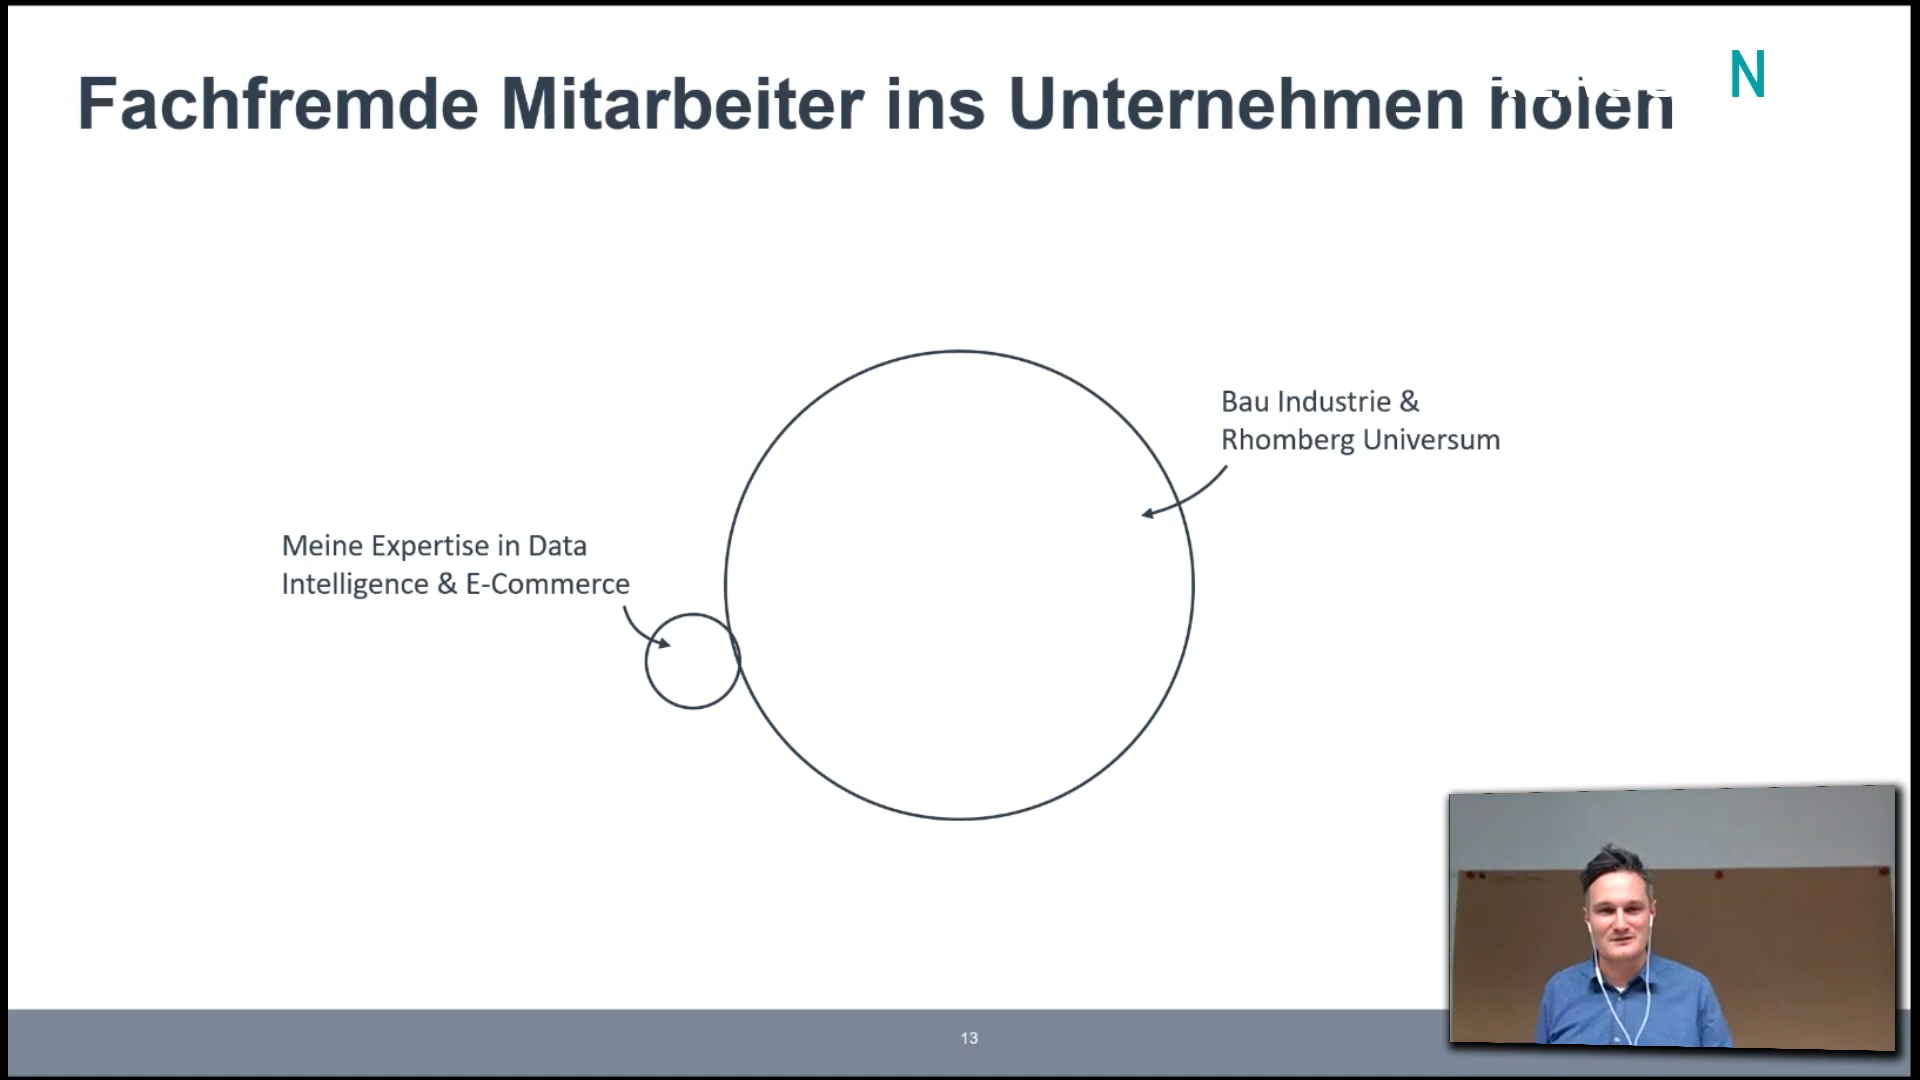 Fachfremde Mitarbeiter ins Unternehmen holen
N
Bau Industrie &
Rhomberg Universum
Meine Expertise in Data
Intelligence & E-Commerce
13